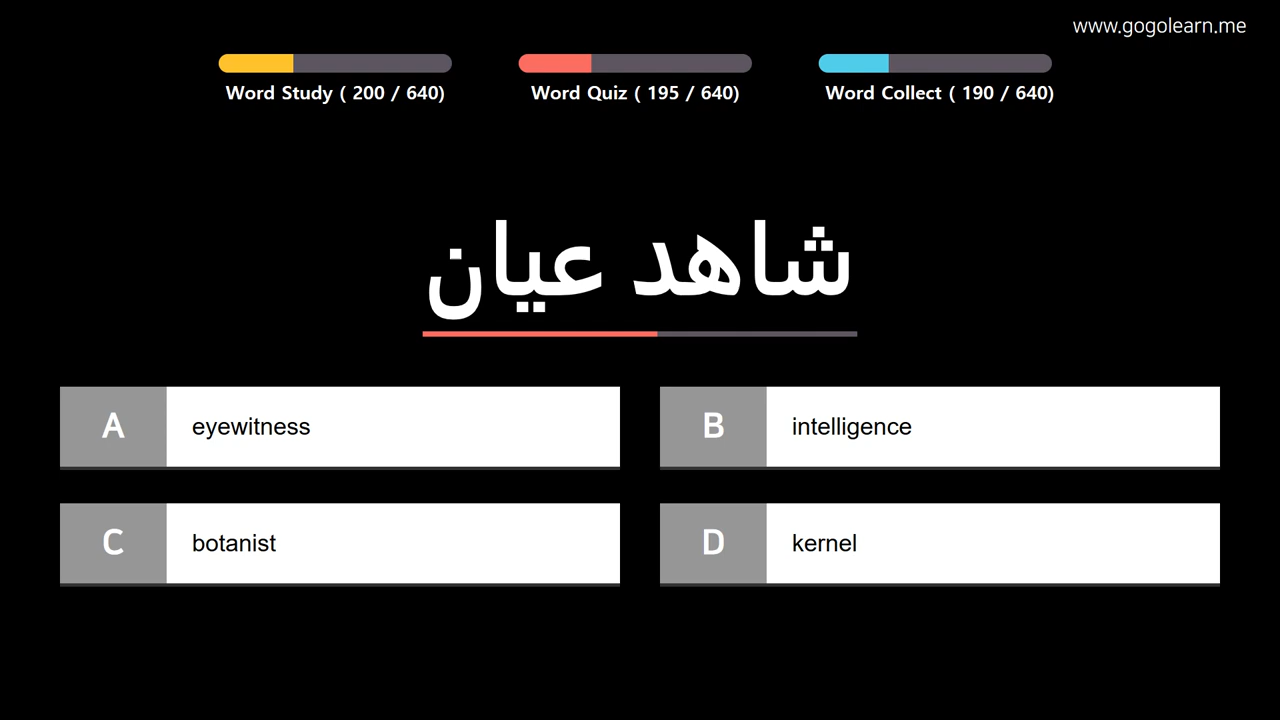 www.gogolearn.me
Word Study ( 200 / 640)
Word Quiz ( 195 / 640)
Word Collect ( 190 / 640)
شاهد عيان
A eyewitness
B intelligence
C botanist
D kernel